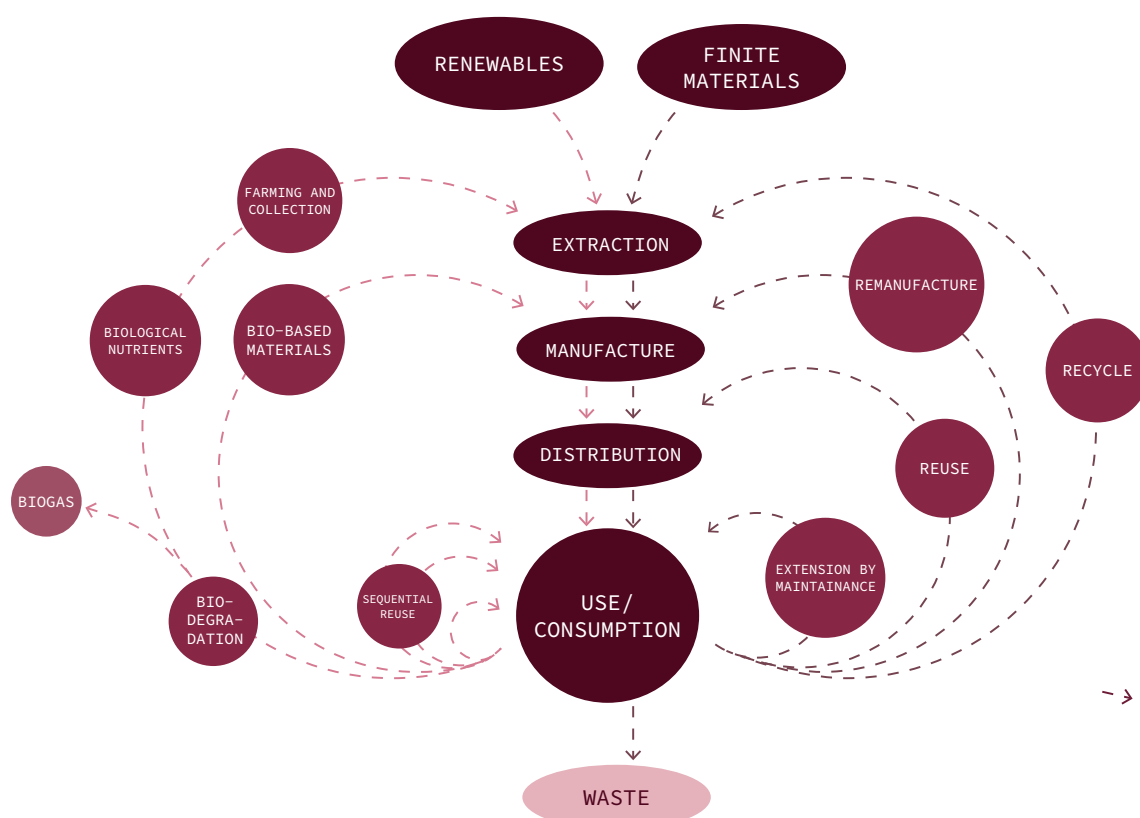 RENEWABLES
FINITE
MATERIALS
FARMING AND
COLLECTION
EXTRACTION
REMANUFACTURE
BIOLOGICAL
NUTRIENTS
BIO-BASED
MATERIALS
MANUFACTURE
RECYCLE
DISTRIBUTION
REUSE
BIOGAS
EXTENSION BY
MAINTAINANCE
SEQUENTIAL
REUSE
USE/
CONSUMPTION
BIO-
DEGRA-
DATION
WASTE